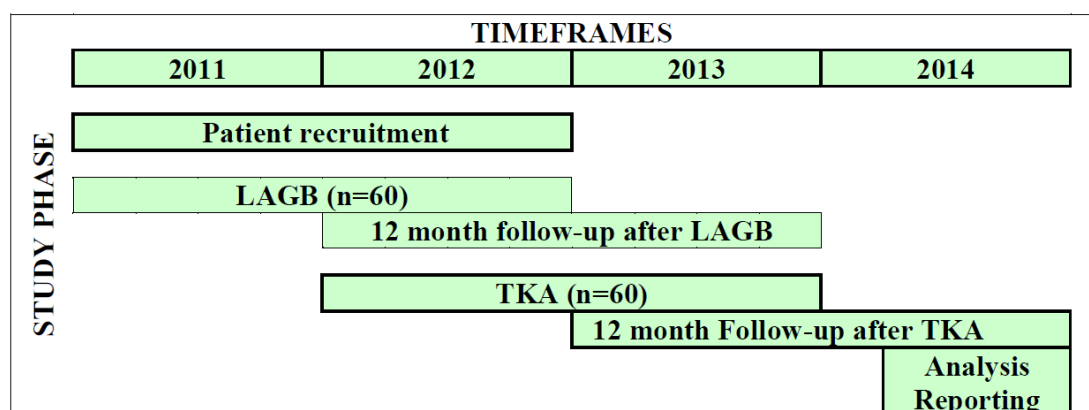 TIMEFRAMES
2011 2012 2013 2014
STUDY PHASE
Patient recruitment
LAGB (n=60)
12 month follow-up after LAGB
TKA (n=60)
12 month Follow-up after TKA
Analysis
Reporting